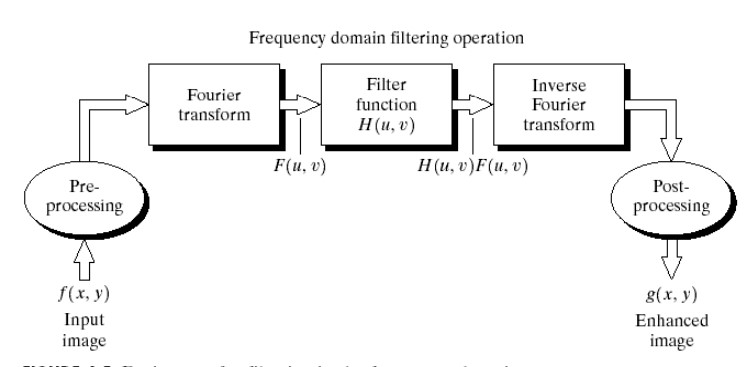 Frequency domain filtering operation
Fourier
transform
Filter
function
H(u, v)
Inverse
Fourier
transform
F(u, v)
H(u, v)F(u, v)
Pre-
processing
Post-
processing
f(x, y)
Input
image
g(x, y)
Enhanced
image